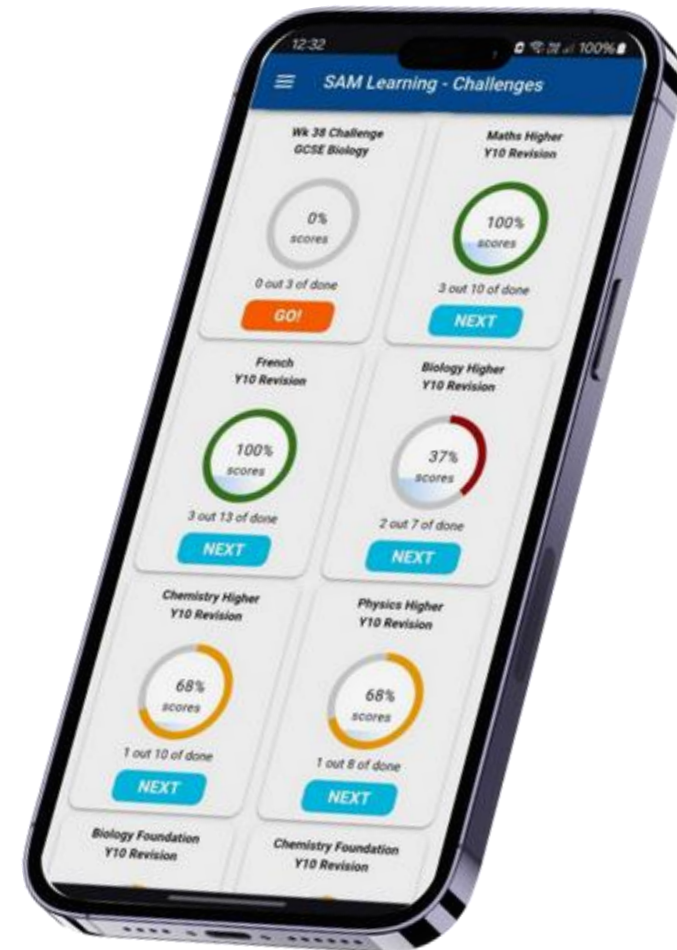 12:32
100%
SAM Learning - Challenges
Wk 38 Challenge
GCSE Biology
0%
scores
0 out 3 of done
GO!
Maths Higher
Y10 Revision
100%
scores
3 out 10 of done
NEXT
French
Y10 Revision
100%
scores
3 out 13 of done
NEXT
Biology Higher
Y10 Revision
37%
scores
2 out 7 of done
NEXT
Chemistry Higher
Y10 Revision
68%
scores
1 out 10 of done
NEXT
Physics Higher
Y10 Revision
68%
scores
1 out 8 of done
NEXT
Biology Foundation
Y10 Revision
Chemistry Foundation
Y10 Revision